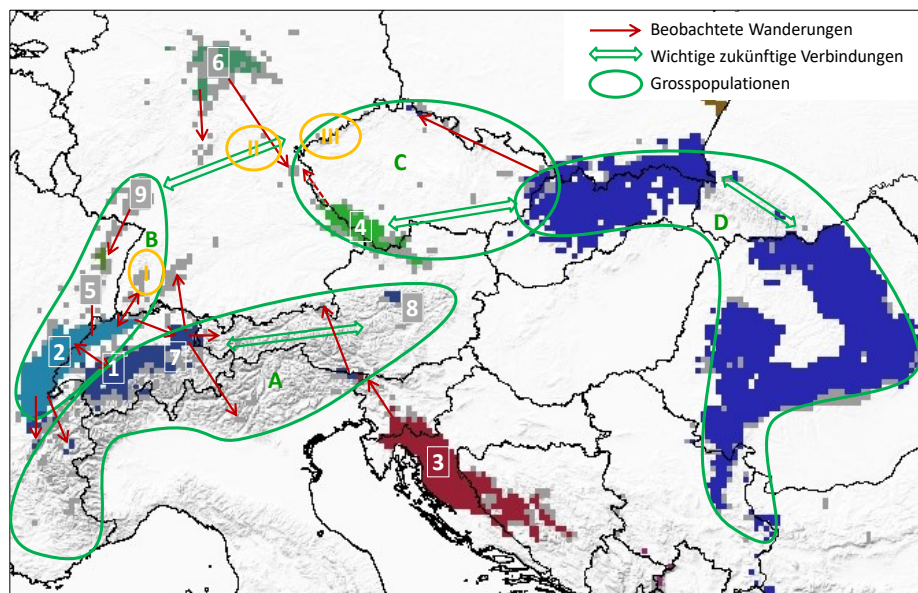 Beobachtete Wanderungen
Wichtige zukünftige Verbindungen
Grosspopulationen
6
II
III
C
9
4
D
B
I
5
8
2
1
7
A
3